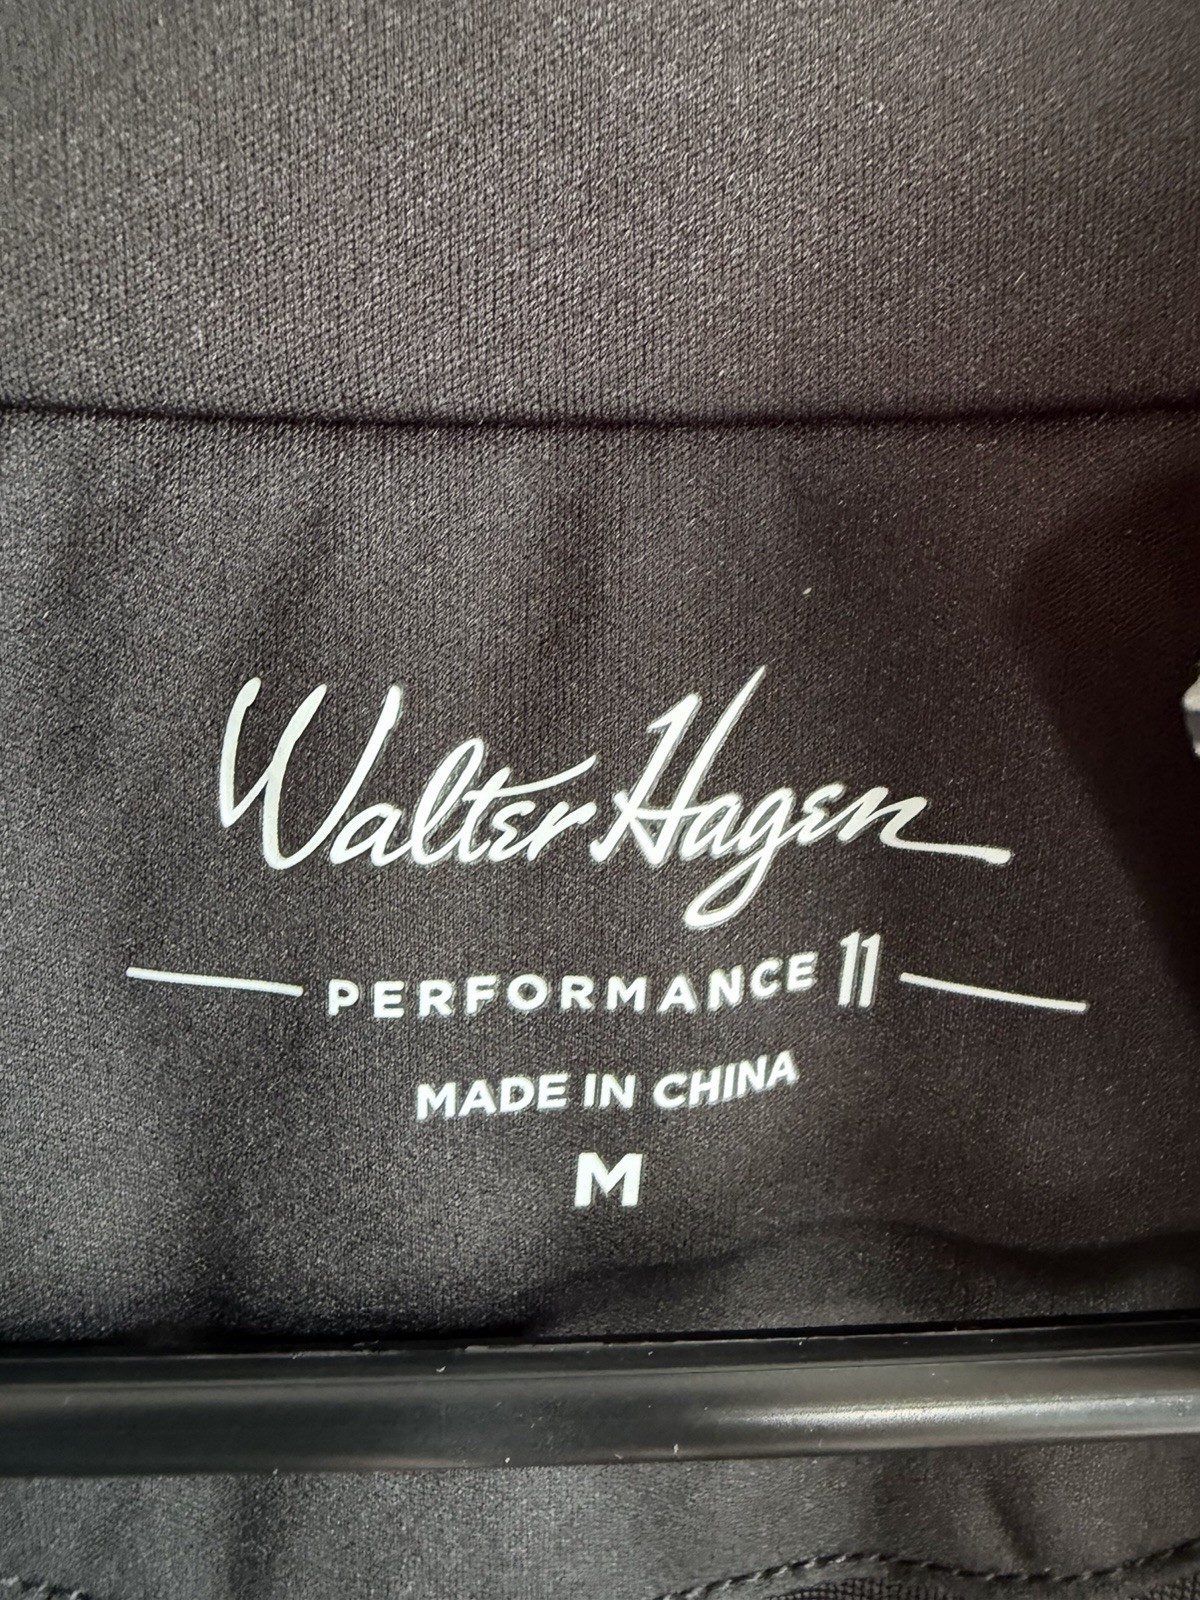 Walter Hagen
PERFORMANCE 11
MADE IN CHINA
M